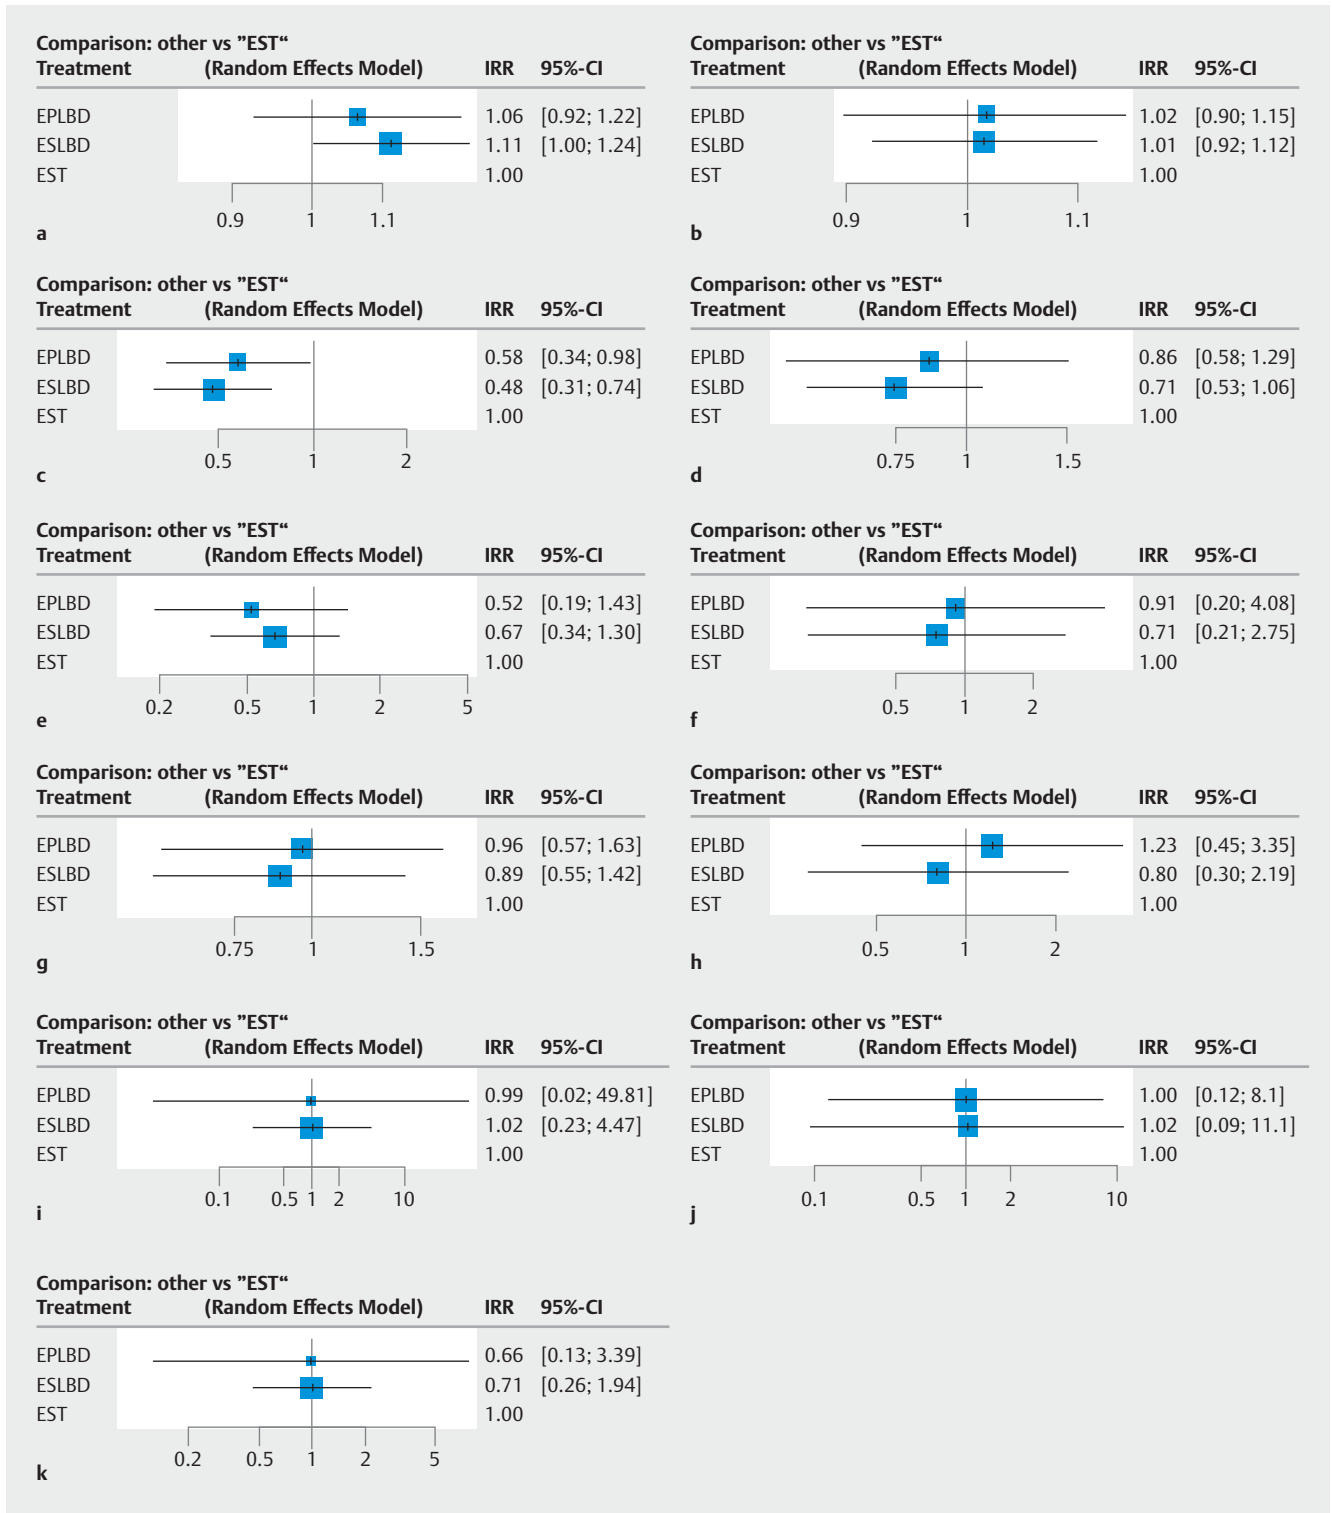 Comparison: other vs ”EST“
Treatment (Random Effects Model) IRR 95%-CI
EPLBD 1.06 [0.92; 1.22]
ESLBD 1.11 [1.00; 1.24]
EST 1.00
0.9 1 1.1
a
Comparison: other vs ”EST“
Treatment (Random Effects Model) IRR 95%-CI
EPLBD 1.02 [0.90; 1.15]
ESLBD 1.01 [0.92; 1.12]
EST 1.00
0.9 1 1.1
b
Comparison: other vs ”EST“
Treatment (Random Effects Model) IRR 95%-CI
EPLBD 0.58 [0.34; 0.98]
ESLBD 0.48 [0.31; 0.74]
EST 1.00
0.5 1 2
c
Comparison: other vs ”EST“
Treatment (Random Effects Model) IRR 95%-CI
EPLBD 0.86 [0.58; 1.29]
ESLBD 0.71 [0.53; 1.06]
EST 1.00
0.75 1 1.5
d
Comparison: other vs ”EST“
Treatment (Random Effects Model) IRR 95%-CI
EPLBD 0.52 [0.19; 1.43]
ESLBD 0.67 [0.34; 1.30]
EST 1.00
0.2 0.5 1 2 5
e
Comparison: other vs ”EST“
Treatment (Random Effects Model) IRR 95%-CI
EPLBD 0.91 [0.20; 4.08]
ESLBD 0.71 [0.21; 2.75]
EST 1.00
0.5 1 2
f
Comparison: other vs ”EST“
Treatment (Random Effects Model) IRR 95%-CI
EPLBD 0.96 [0.57; 1.63]
ESLBD 0.89 [0.55; 1.42]
EST 1.00
0.75 1 1.5
g
Comparison: other vs ”EST“
Treatment (Random Effects Model) IRR 95%-CI
EPLBD 1.23 [0.45; 3.35]
ESLBD 0.80 [0.30; 2.19]
EST 1.00
0.5 1 2
h
Comparison: other vs ”EST“
Treatment (Random Effects Model) IRR 95%-CI
EPLBD 0.99 [0.02; 49.81]
ESLBD 1.02 [0.23; 4.47]
EST 1.00
0.1 0.5 1 2 10
i
Comparison: other vs ”EST“
Treatment (Random Effects Model) IRR 95%-CI
EPLBD 1.00 [0.12; 8.1]
ESLBD 1.02 [0.09; 11.1]
EST 1.00
0.1 0.5 1 2 10
j
Comparison: other vs ”EST“
Treatment (Random Effects Model) IRR 95%-CI
EPLBD 0.66 [0.13; 3.39]
ESLBD 0.71 [0.26; 1.94]
EST 1.00
0.2 0.5 1 2 5
k